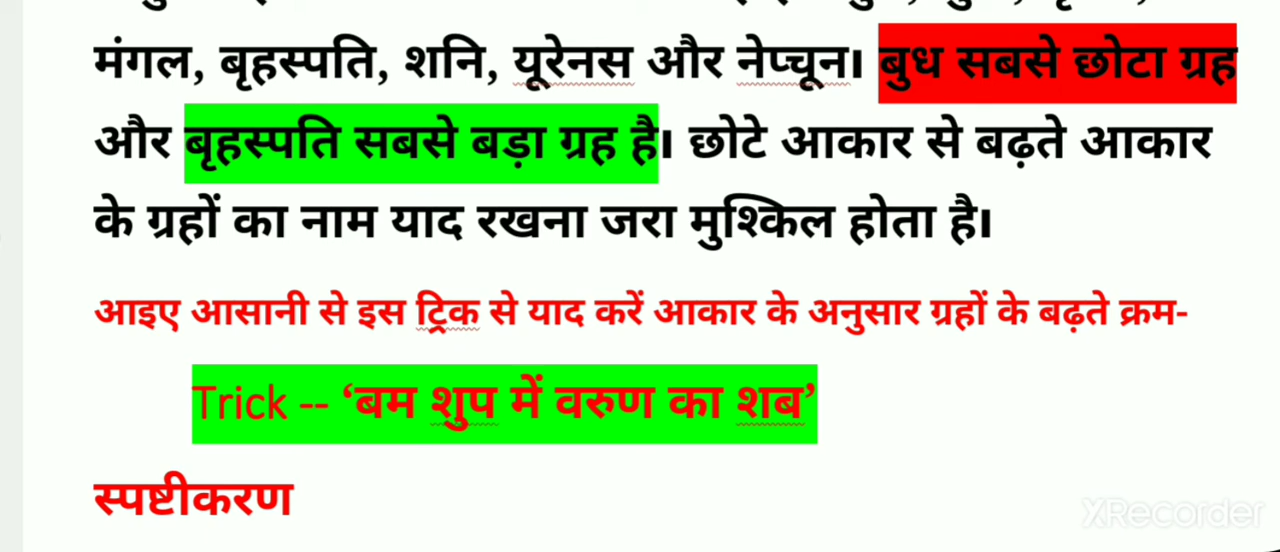 मंगल, बृहस्पति, शनि, यूरेनस और नेप्चून। बुध सबसे छोटा ग्रह
और बृहस्पति सबसे बड़ा ग्रह है। छोटे आकार से बढ़ते आकार
के ग्रहों का नाम याद रखना जरा मुश्किल होता है।
आइए आसानी से इस ट्रिक से याद करें आकार के अनुसार ग्रहों के बढ़ते क्रम-
Trick -- ‘बम शुप में वरुण का शब’
स्पष्टीकरण
XRecorder